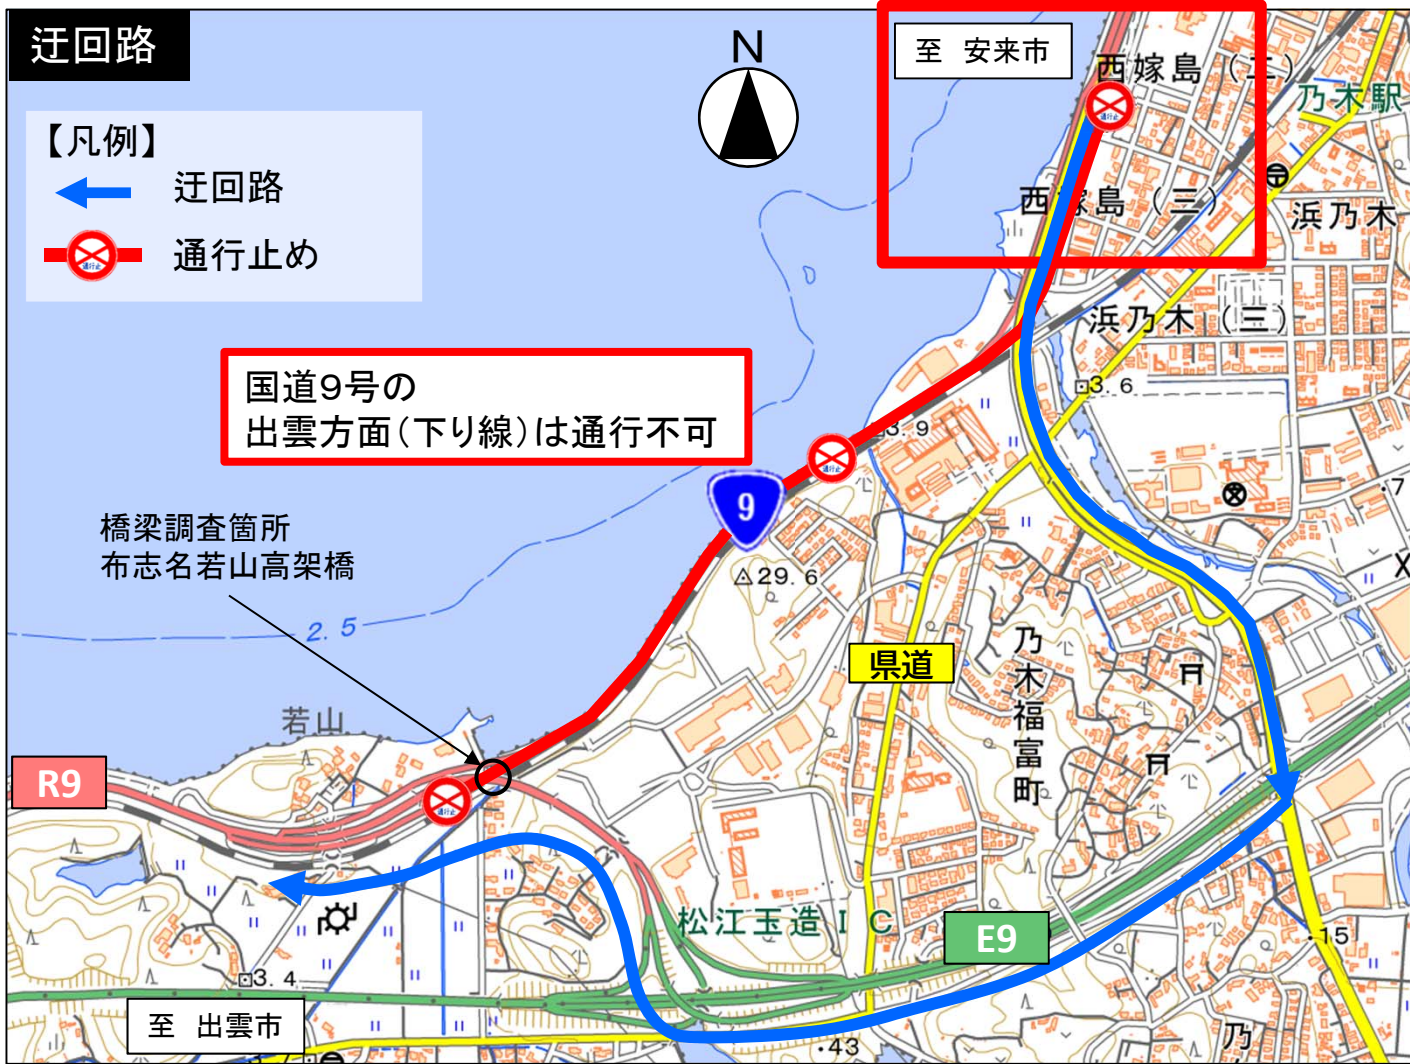 迂回路
【凡例】
迂回路
通行止め
N
至 安来市
西嫁島(二)
乃木駅
西嫁島(三)
浜乃木
浜乃木(三)
3.6
国道9号の
出雲方面(下り線)は通行不可
3.9
9
7
橋梁調査箇所
布志名若山高架橋
29.6
2.5
県道
乃木福富町
若山
R9
松江玉造IC
E9
15
3.4
至 出雲市
43
乃